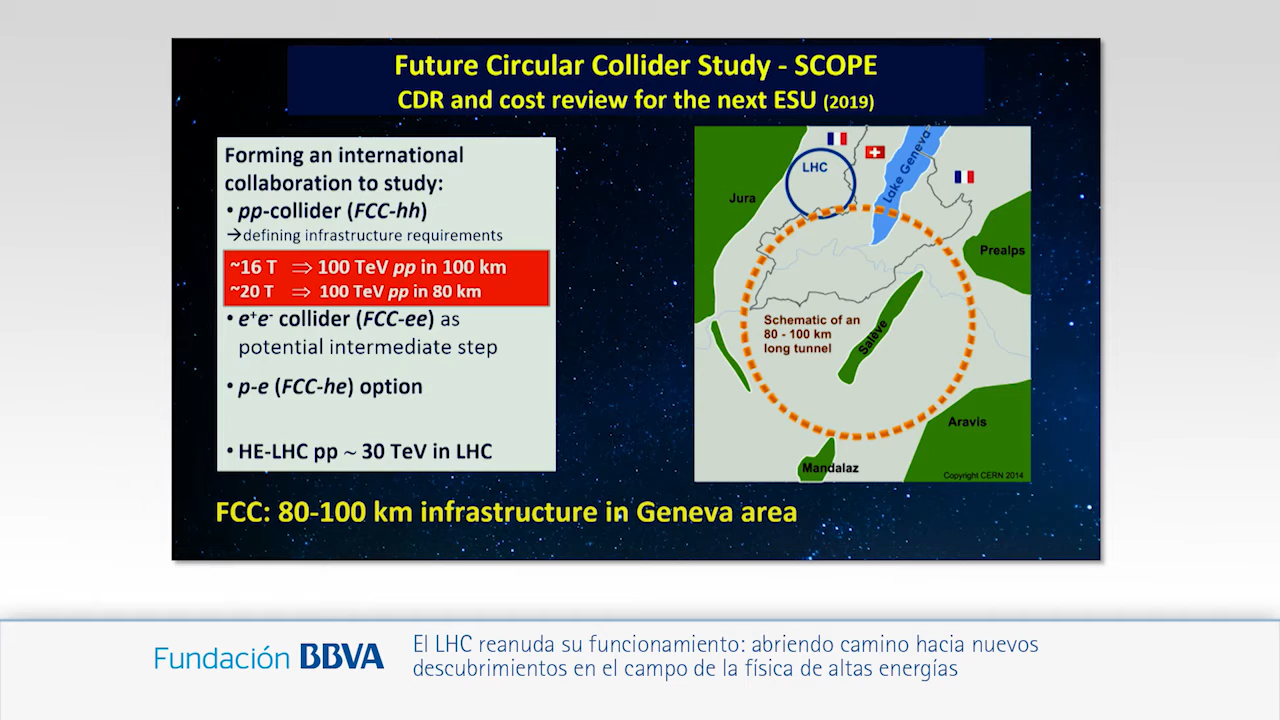 Future Circular Collider Study - SCOPE
CDR and cost review for the next ESU (2019)
Forming an international
collaboration to study:
• pp-collider (FCC-hh)
→defining infrastructure requirements
~16 T ⇒ 100 TeV pp in 100 km
~20 T ⇒ 100 TeV pp in 80 km
• e⁺e⁻ collider (FCC-ee) as
potential intermediate step
• p-e (FCC-he) option
• HE-LHC pp ~ 30 TeV in LHC
LHC
Lake Geneva
Jura
Prealps
Schematic of an
80 - 100 km
long tunnel
Salève
Aravis
Mandalaz
Copyright CERN 2014
FCC: 80-100 km infrastructure in Geneva area
Fundación BBVA
El LHC reanuda su funcionamiento: abriendo camino hacia nuevos
descubrimientos en el campo de la física de altas energías